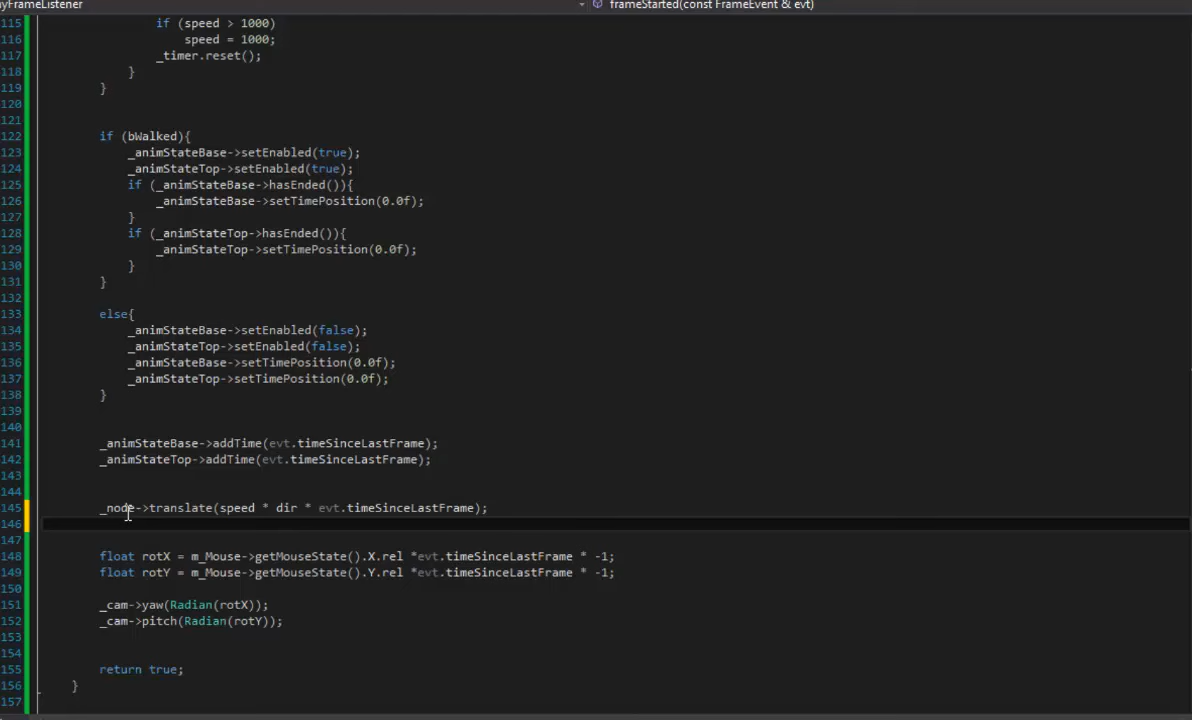 yFrameListener
frameStarted(const FrameEvent & evt)
115 if (speed > 1000)
116 speed = 1000;
117 _timer.reset();
118 }
119 }
120
121
122 if (bWalked){
123 _animStateBase->setEnabled(true);
124 _animStateTop->setEnabled(true);
125 if (_animStateBase->hasEnded()){
126 _animStateBase->setTimePosition(0.0f);
127 }
128 if (_animStateTop->hasEnded()){
129 _animStateTop->setTimePosition(0.0f);
130 }
131 }
132
133 else{
134 _animStateBase->setEnabled(false);
135 _animStateTop->setEnabled(false);
136 _animStateBase->setTimePosition(0.0f);
137 _animStateTop->setTimePosition(0.0f);
138 }
139
140
141 _animStateBase->addTime(evt.timeSinceLastFrame);
142 _animStateTop->addTime(evt.timeSinceLastFrame);
143
144
145 _node->translate(speed * dir * evt.timeSinceLastFrame);
146
147
148 float rotX = m_Mouse->getMouseState().X.rel *evt.timeSinceLastFrame * -1;
149 float rotY = m_Mouse->getMouseState().Y.rel *evt.timeSinceLastFrame * -1;
150
151 _cam->yaw(Radian(rotX));
152 _cam->pitch(Radian(rotY));
153
154
155 return true;
156 }
157